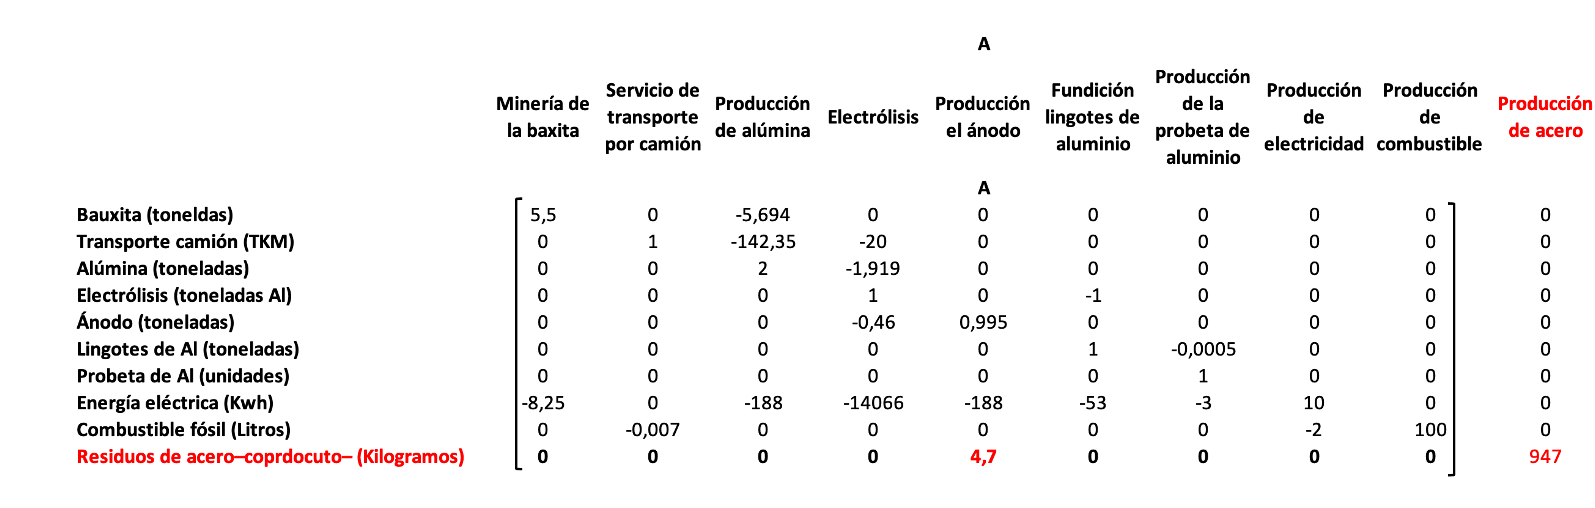 A
Minería de la baxita Servicio de transporte por camión Producción de alúmina Electrólisis Producción el ánodo Fundición lingotes de aluminio Producción de la probeta de aluminio Producción de electricidad Producción de combustible Producción de acero
A
Bauxita (toneldas) 5,5 0 -5,694 0 0 0 0 0 0 0
Transporte camión (TKM) 0 1 -142,35 -20 0 0 0 0 0 0
Alúmina (toneladas) 0 0 2 -1,919 0 0 0 0 0 0
Electrólisis (toneladas Al) 0 0 0 1 0 -1 0 0 0 0
Ánodo (toneladas) 0 0 0 -0,46 0,995 0 0 0 0 0
Lingotes de Al (toneladas) 0 0 0 0 0 1 -0,0005 0 0 0
Probeta de Al (unidades) 0 0 0 0 0 0 1 0 0 0
Energía eléctrica (Kwh) -8,25 0 -188 -14066 -188 -53 -3 10 0 0
Combustible fósil (Litros) 0 -0,007 0 0 0 0 0 -2 100 0
Residuos de acero–coprdocuto– (Kilogramos) 0 0 0 0 4,7 0 0 0 0 947